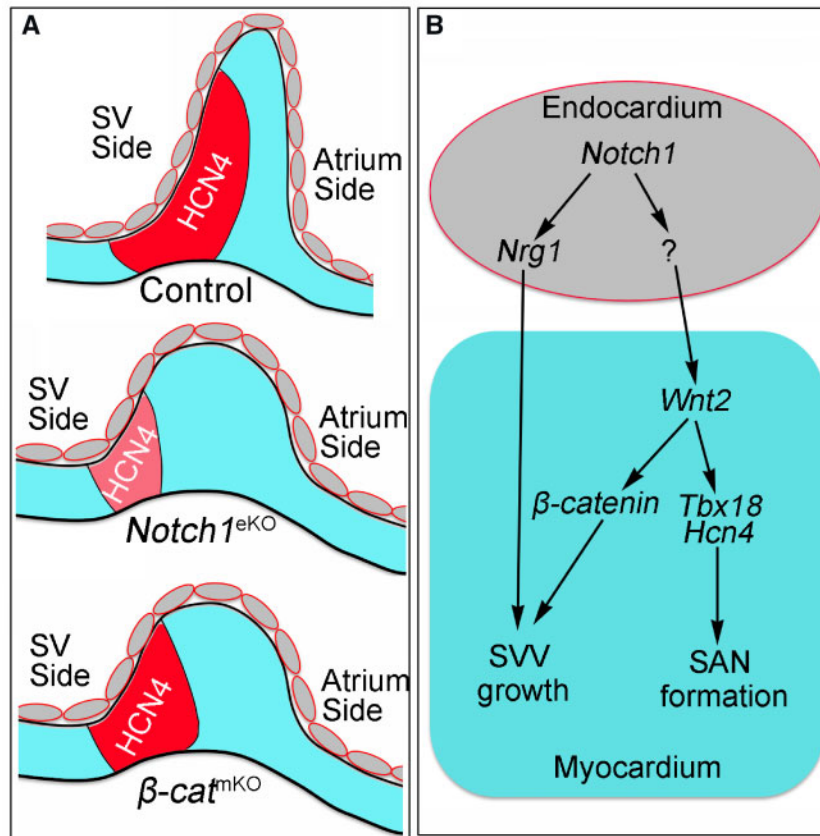 A
SV
Side
HCN4
Atrium
Side
Control
SV
Side
HCN4
Atrium
Side
Notch1eKO
SV
Side
HCN4
Atrium
Side
β-catmKO
B
Endocardium
Notch1
Nrg1
?
Wnt2
β-catenin
Tbx18
Hcn4
SVV
growth
SAN
formation
Myocardium